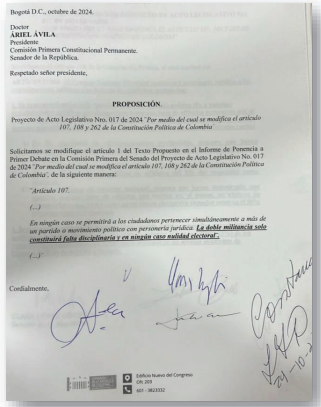 Bogotá D.C., octubre de 2024.
Doctor
ÁRIEL ÁVILA
Presidente
Comisión Primera Constitucional Permanente.
Senador de la República.
Respetado señor presidente,
PROPOSICIÓN.
Proyecto de Acto Legislativo Nro. 017 de 2024 "Por medio del cual se modifica el artículo
107, 108 y 262 de la Constitución Política de Colombia"
Solicitamos se modifique el artículo 1 del Texto Propuesto en el Informe de Ponencia a
Primer Debate en la Comisión Primera del Senado del Proyecto de Acto Legislativo No. 017
de 2024 "Por medio del cual se modifica el artículo 107, 108 y 262 de la Constitución Política
de Colombia", de la siguiente manera:
"Artículo 107.
(...)
En ningún caso se permitirá a los ciudadanos pertenecer simultáneamente a más de
un partido o movimiento político con personería jurídica. La doble militancia solo
constituirá falta disciplinaria y en ningún caso nulidad electoral".
(...)"
Cordialmente,
Constancia
Edificio Nuevo del Congreso
601 - 3823332